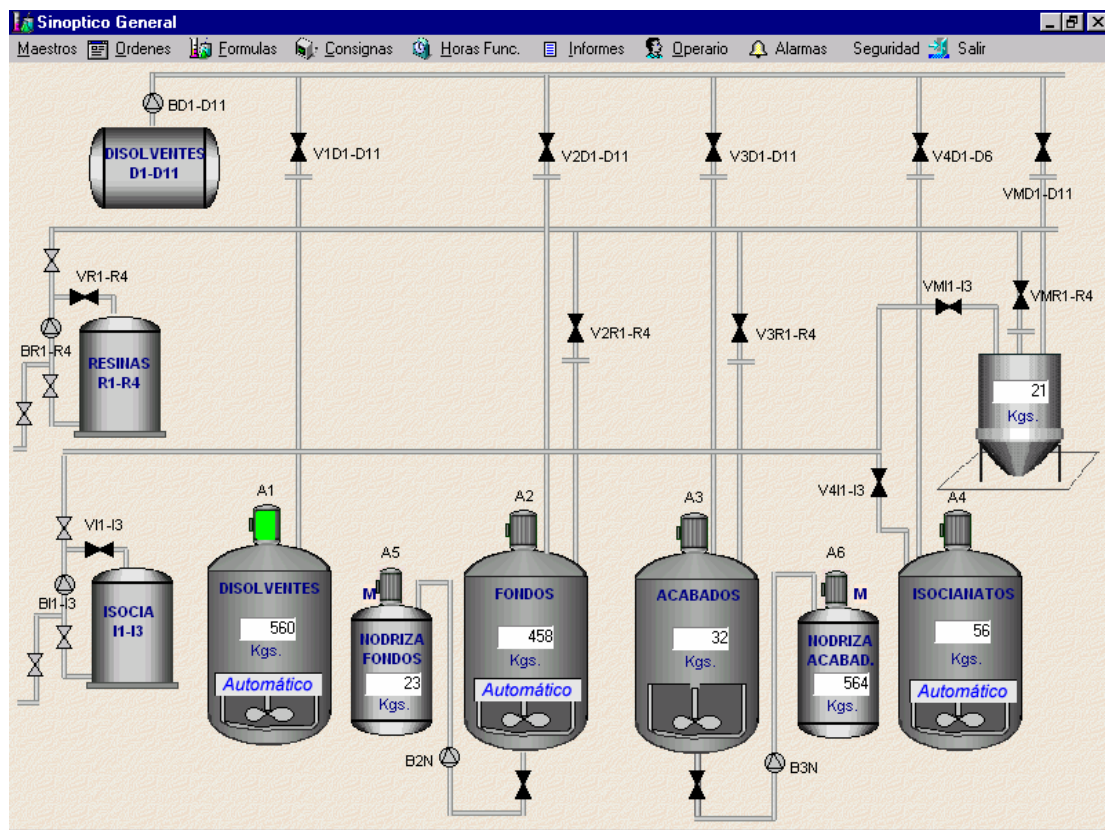 Sinoptico General
Maestros Ordenes Formulas Consignas Horas Func. Informes Operario Alarmas Seguridad Salir
BD1-D11
DISOLVENTES
D1-D11
V1D1-D11
V2D1-D11
V3D1-D11
V4D1-D6
VMD1-D11
VR1-R4
BR1-R4
RESINAS
R1-R4
V2R1-R4
V3R1-R4
VMI1-I3
VMR1-R4
21
Kgs.
V4I1-I3
VI1-I3
BI1-I3
ISOCIA
I1-I3
A1
DISOLVENTES
560
Kgs.
Automático
A5
M
NODRIZA
FONDOS
23
Kgs.
A2
FONDOS
458
Kgs.
Automático
B2N
A3
ACABADOS
32
Kgs.
B3N
A6
M
NODRIZA
ACABAD.
564
Kgs.
A4
ISOCIANATOS
56
Kgs.
Automático